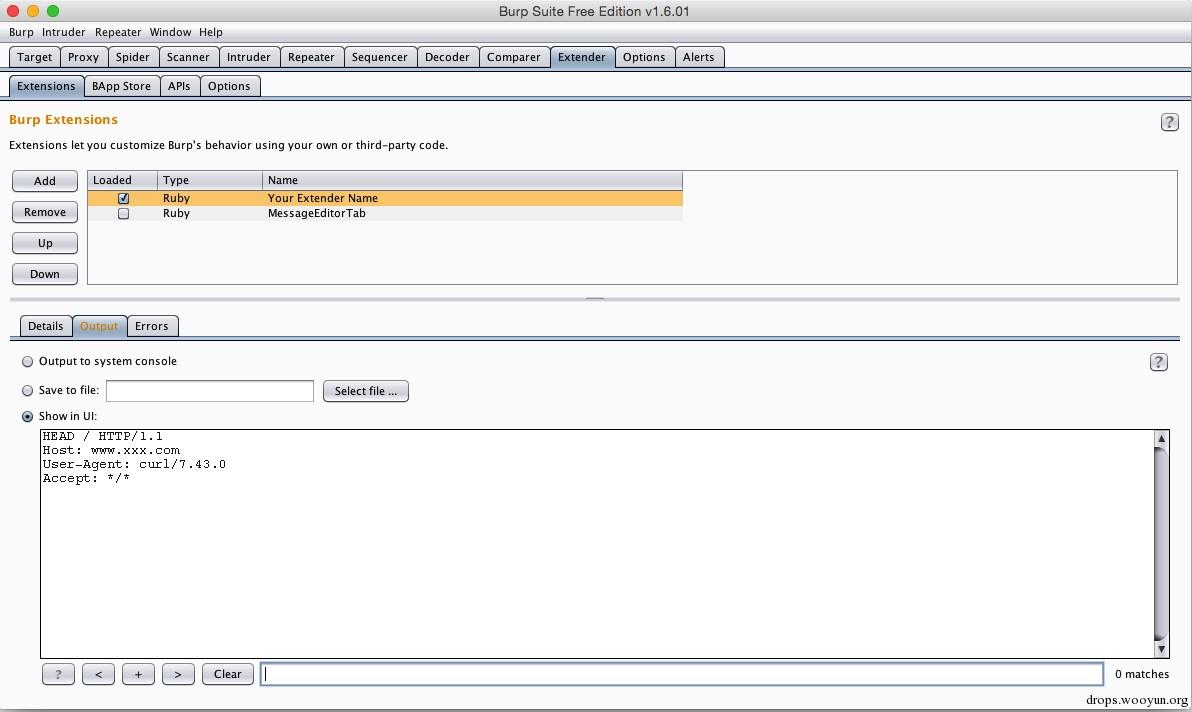 Burp Suite Free Edition v1.6.01
Burp Intruder Repeater Window Help
Target Proxy Spider Scanner Intruder Repeater Sequencer Decoder Comparer Extender Options Alerts
Extensions BApp Store APIs Options
Burp Extensions
?
Extensions let you customize Burp's behavior using your own or third-party code.
Add
Remove
Up
Down
Loaded Type Name
Ruby Your Extender Name
Ruby MessageEditorTab
Details Output Errors
Output to system console
?
Save to file: Select file ...
Show in UI:
HEAD / HTTP/1.1
Host: www.xxx.com
User-Agent: curl/7.43.0
Accept: */*
? < + > Clear 0 matches
drops.wooyun.org